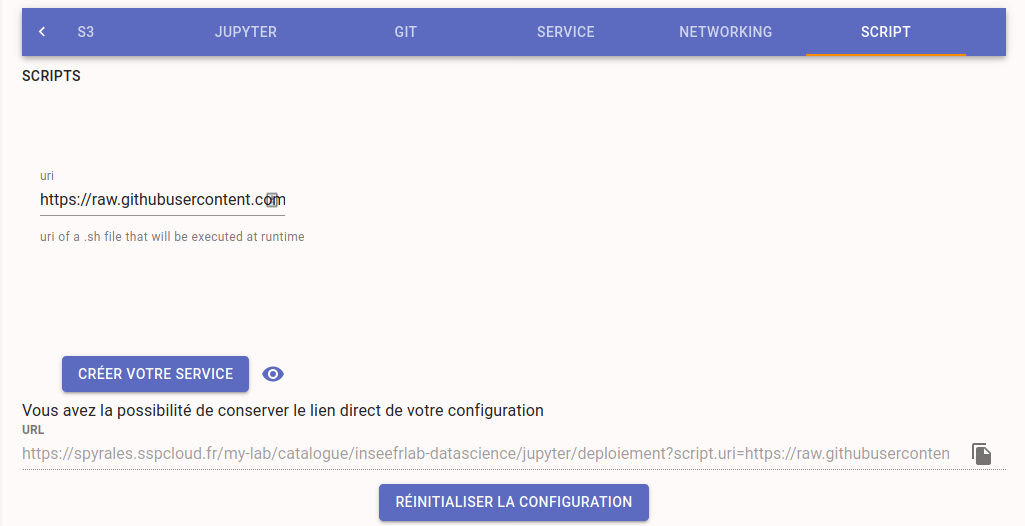 S3 JUPYTER GIT SERVICE NETWORKING SCRIPT
SCRIPTS
uri
https://raw.githubusercontent.com
uri of a .sh file that will be executed at runtime
CRÉER VOTRE SERVICE
Vous avez la possibilité de conserver le lien direct de votre configuration
URL
https://spyrales.sspcloud.fr/my-lab/catalogue/inseefrlab-datascience/jupyter/deploiement?script.uri=https://raw.githubuserconten
RÉINITIALISER LA CONFIGURATION